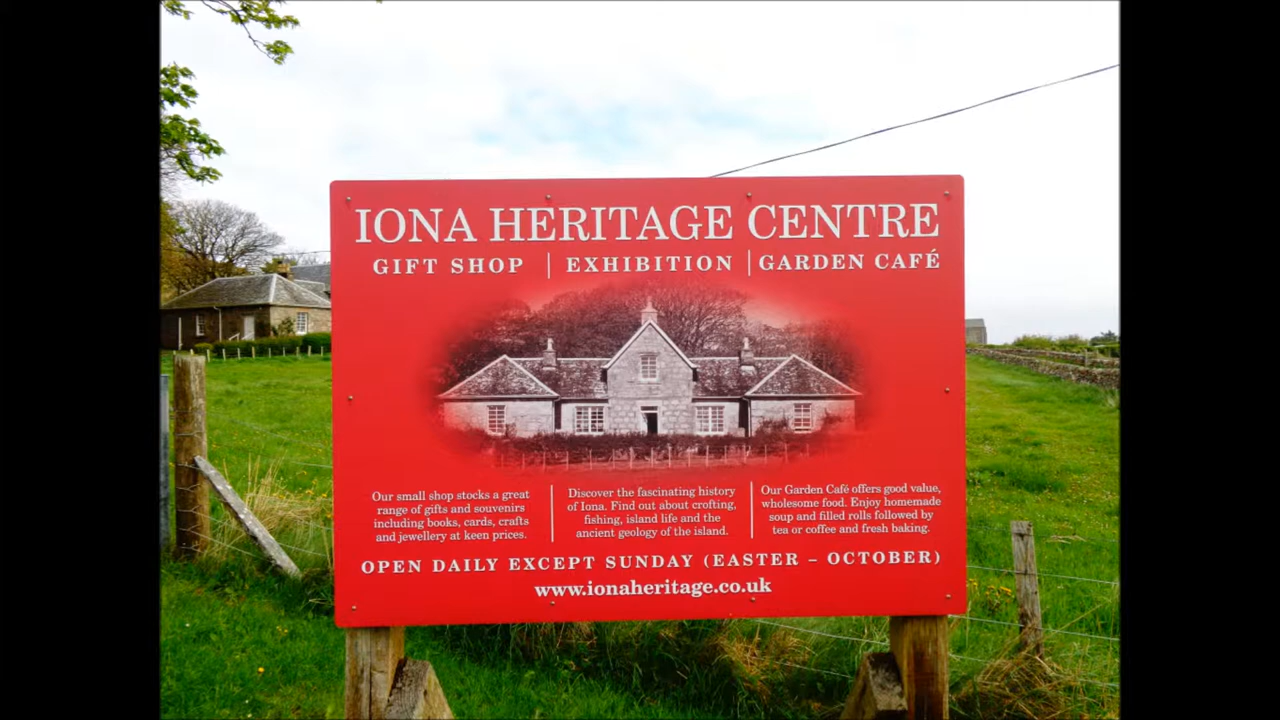 IONA HERITAGE CENTRE
GIFT SHOP | EXHIBITION | GARDEN CAFÉ
Our small shop stocks a great
range of gifts and souvenirs
including books, cards, crafts
and jewellery at keen prices.
Discover the fascinating history
of Iona. Find out about crofting,
fishing, island life and the
ancient geology of the island.
Our Garden Café offers good value,
wholesome food. Enjoy homemade
soup and filled rolls followed by
tea or coffee and fresh baking.
OPEN DAILY EXCEPT SUNDAY (EASTER – OCTOBER)
www.ionaheritage.co.uk